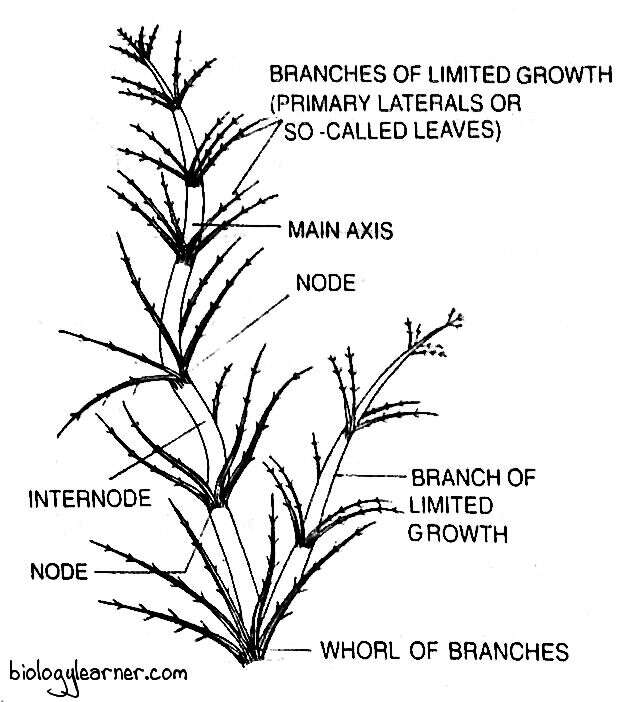 BRANCHES OF LIMITED GROWTH
(PRIMARY LATERALS OR
SO-CALLED LEAVES)
MAIN AXIS
NODE
INTERNODE
BRANCH OF
LIMITED
GROWTH
NODE
WHORL OF BRANCHES
biologylearner.com